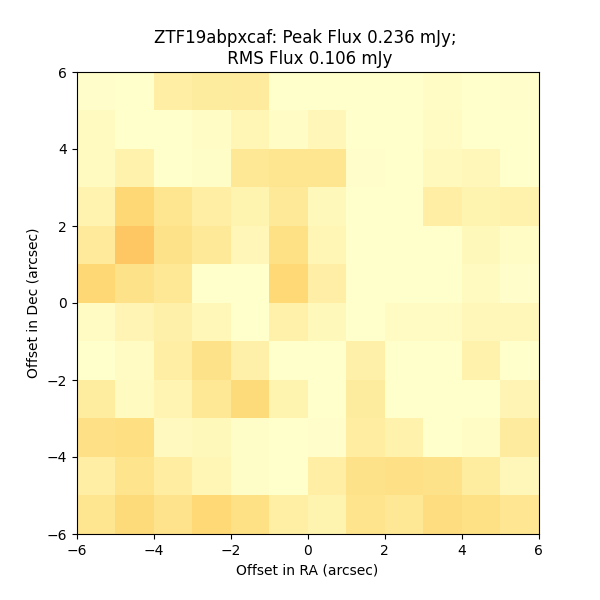 ZTF19abpxcaf: Peak Flux 0.236 mJy;
RMS Flux 0.106 mJy
6
4
2
0
−2
−4
−6
Offset in Dec (arcsec)
−6 −4 −2 0 2 4 6
Offset in RA (arcsec)